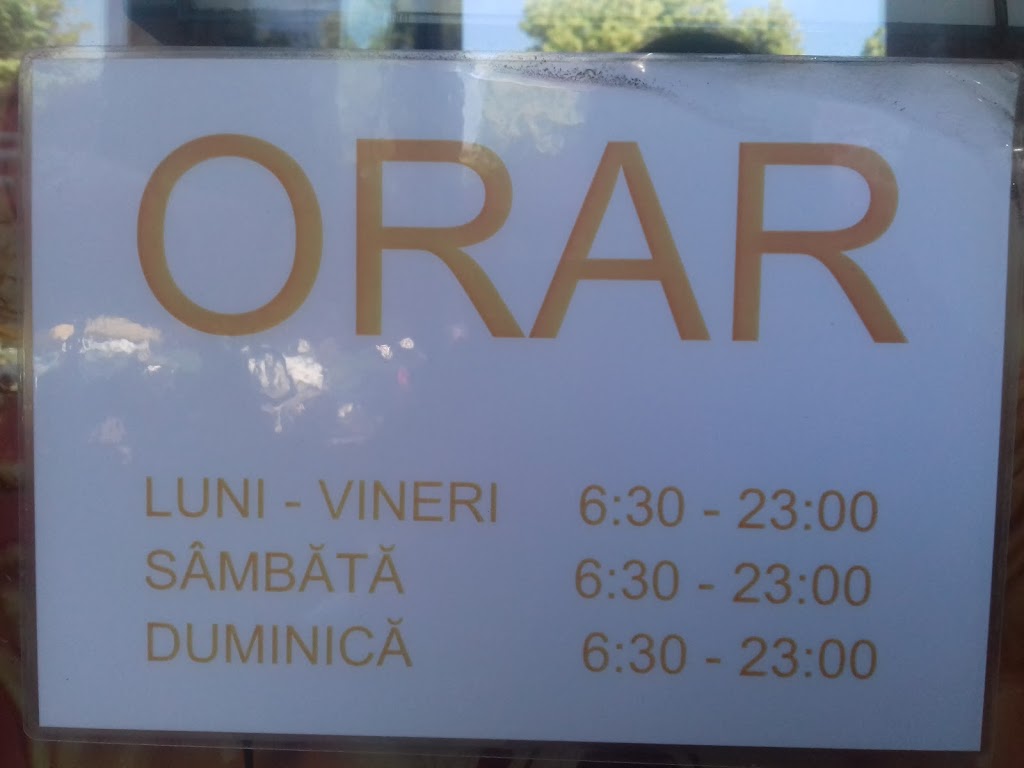 ORAR
LUNI - VINERI 6:30 - 23:00
SÂMBĂTĂ 6:30 - 23:00
DUMINICĂ 6:30 - 23:00